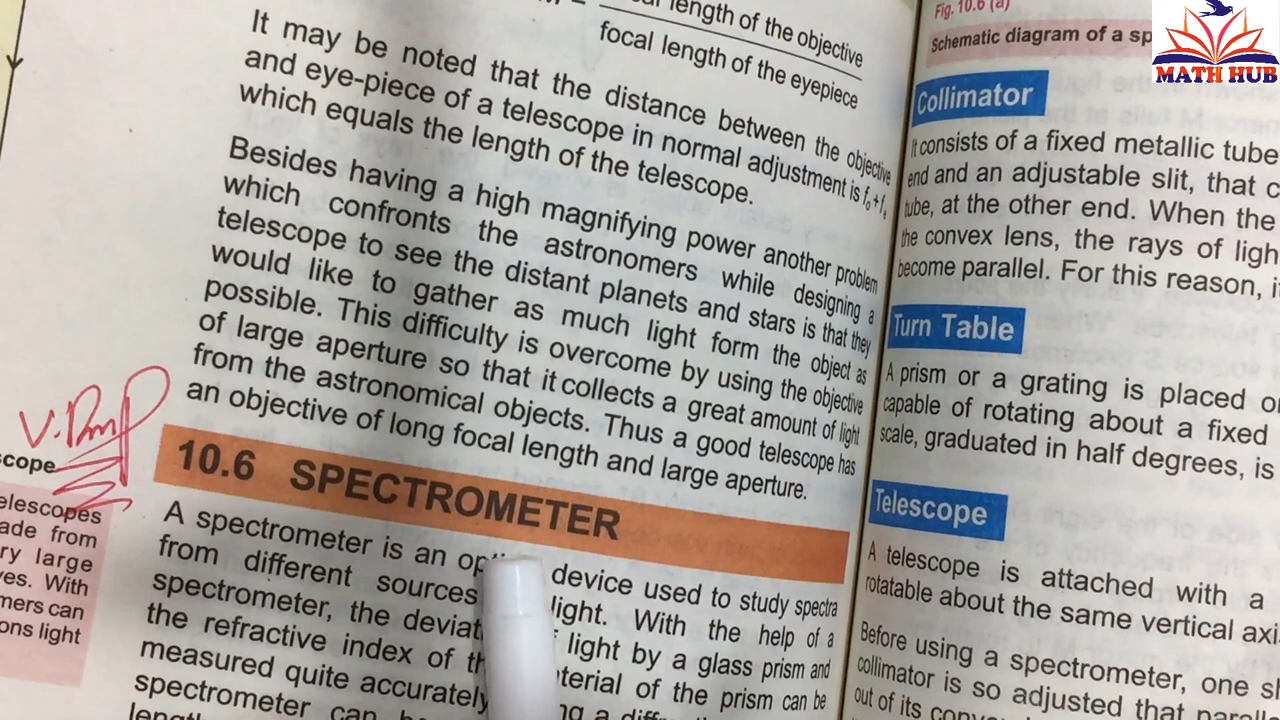 length of the objective
focal length of the eyepiece
It may be noted that the distance between the objective
and eye-piece of a telescope in normal adjustment is fo + fe
which equals the length of the telescope.
Besides having a high magnifying power another problem
which confronts the astronomers while designing a
telescope to see the distant planets and stars is that they
would like to gather as much light form the object as
possible. This difficulty is overcome by using the objective
of large aperture so that it collects a great amount of light
from the astronomical objects. Thus a good telescope has
an objective of long focal length and large aperture.
V. Imp
scope
elescopes
ade from
ry large
ves. With
mers can
ons light
10.6 SPECTROMETER
A spectrometer is an op device used to study spectra
from different sources light. With the help of a
spectrometer, the deviat f light by a glass prism and
the refractive index of th terial of the prism can be
measured quite accurately ng a diff
spectrometer can b
length
Fig. 10.6 (a)
Schematic diagram of a sp
MATH HUB
Collimator
It consists of a fixed metallic tube
end and an adjustable slit, that c
tube, at the other end. When the
the convex lens, the rays of ligh
become parallel. For this reason, i
Turn Table
A prism or a grating is placed o
capable of rotating about a fixed
scale, graduated in half degrees, is
Telescope
A telescope is attached with a
rotatable about the same vertical axi
Before using a spectrometer, one sh
collimator is so adjusted that parall
out of its conv